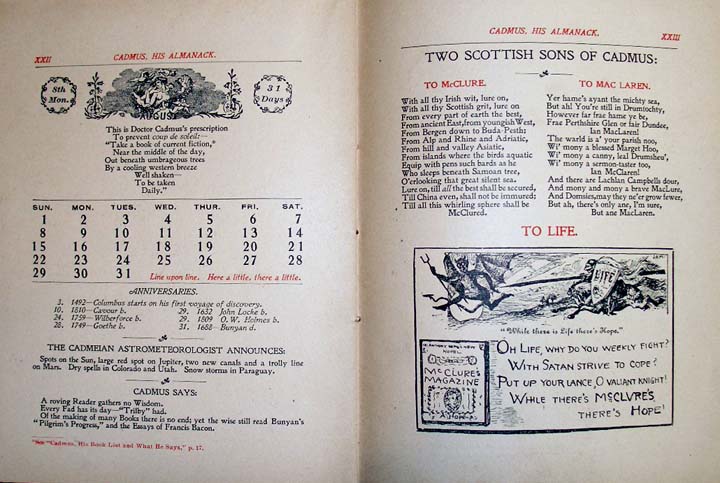 XXII
CADMUS, HIS ALMANACK.
8th
Mon.
AUGUST
31
Days
This is Doctor Cadmus's prescription
To prevent coup de soleil:—
"Take a book of current fiction,*
Near the middle of the day,
Out beneath umbrageous trees
By a cooling western breeze
Well shaken—
To be taken
Daily."
SUN. MON. TUES. WED. THUR. FRI. SAT.
1 2 3 4 5 6 7
8 9 10 11 12 13 14
15 16 17 18 19 20 21
22 23 24 25 26 27 28
29 30 31 Line upon line. Here a little, there a little.
ANNIVERSARIES.
3. 1492—Columbus starts on his first voyage of discovery.
10. 1810—Cavour b. 29. 1632 John Locke b.
24. 1759—Wilberforce b. 29. 1809 O. W. Holmes b.
28. 1749—Goethe b. 31. 1688—Bunyan d.
THE CADMEIAN ASTROMETEOROLOGIST ANNOUNCES:
Spots on the Sun, large red spot on Jupiter, two new canals and a trolly line
on Mars. Dry spells in Colorado and Utah. Snow storms in Paraguay.
CADMUS SAYS:
A roving Reader gathers no Wisdom.
Every Fad has its day—"Trilby" had.
Of the making of many Books there is no end; yet the wise still read Bunyan's
"Pilgrim's Progress," and the Essays of Francis Bacon.
*See "Cadmus, His Book List and What He Says," p. 17.
CADMUS, HIS ALMANACK.
XXIII
TWO SCOTTISH SONS OF CADMUS:
TO McCLURE.
With all thy Irish wit, lure on,
With all thy Scottish grit, lure on
From every part of earth the best,
From ancient East, from youngish West,
From Bergen down to Buda-Pesth:
From Alp and Rhine and Adriatic,
From hill and valley Asiatic,
From islands where the birds aquatic
Equip with pens such bards as he
Who sleeps beneath Samoan tree,
O'erlooking that great silent sea.
Lure on, till all the best shall be secured,
Till China even, shall not be immured;
Till all this whirling sphere shall be
McClured.
TO MAC LAREN.
Yer hame's ayant the mighty sea,
But ah! You're still in Drumtochty,
However far frae hame ye be,
Frae Perthshire Glen or fair Dundee,
Ian MacLaren!
The warld is a' your parish noo,
Wi' mony a blessed Marget Hoo,
Wi' mony a canny, leal Drumsheu',
Wi' mony a sermon-taster too,
Ian McClaren!
And there are Lachlan Campbells dour,
And mony and mony a brave MacLure,
And Domsies, may they ne'er grow fewer,
But ah, there's only ane, I'm sure,
But ane MacLaren.
TO LIFE.
LIFE
"While there is Life there's Hope."
NOVEL
McCLURE'S
MAGAZINE
OH LIFE, WHY DO YOU WEEKLY FIGHT?
WITH SATAN STRIVE TO COPE?
PUT UP YOUR LANCE, O VALIANT KNIGHT!
WHILE THERE'S McCLVRE'S
THERE'S HOPE!